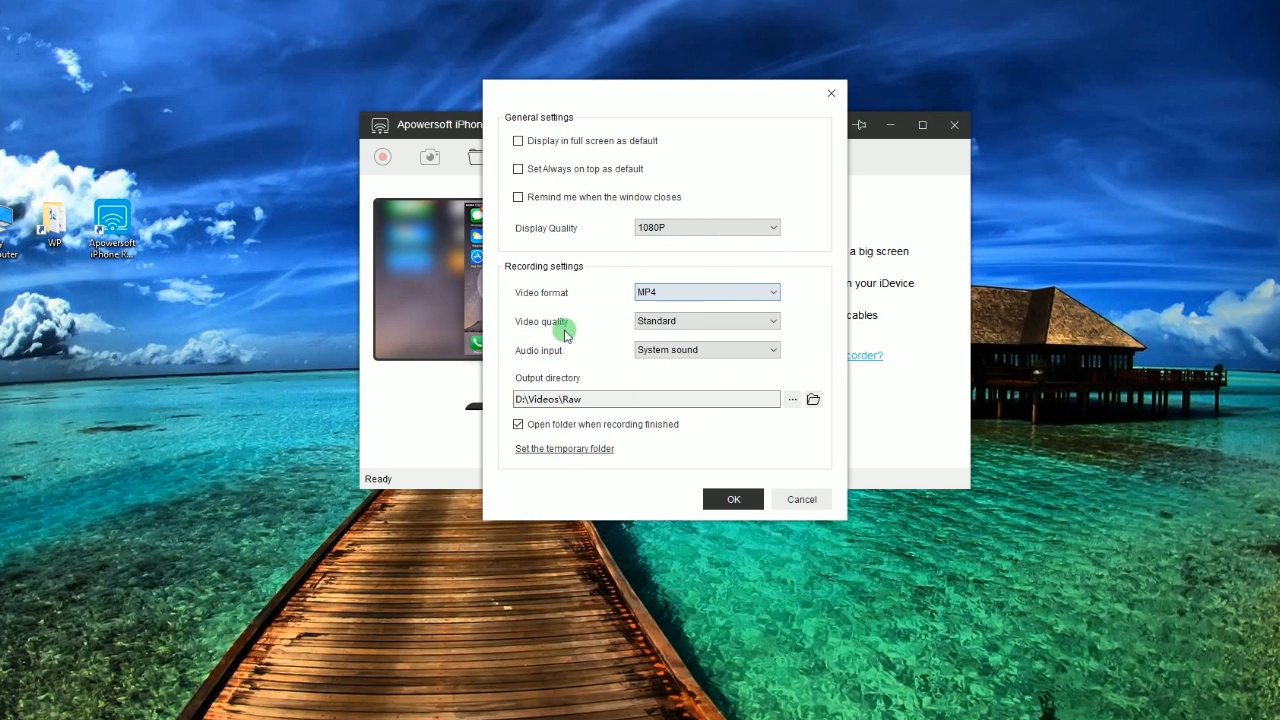 General settings
Apowersoft iPhone
Display in full screen as default
Set Always on top as default
Remind me when the window closes
Display Quality
1080P
Recording settings
Video format
MP4
Video quality
Standard
Audio input
System sound
Output directory
D:\Videos\Raw
...
Open folder when recording finished
Set the temporary folder
OK
Cancel
a big screen
your iDevice
cables
corder?
Ready
WP
Apowersoft
iPhone R...